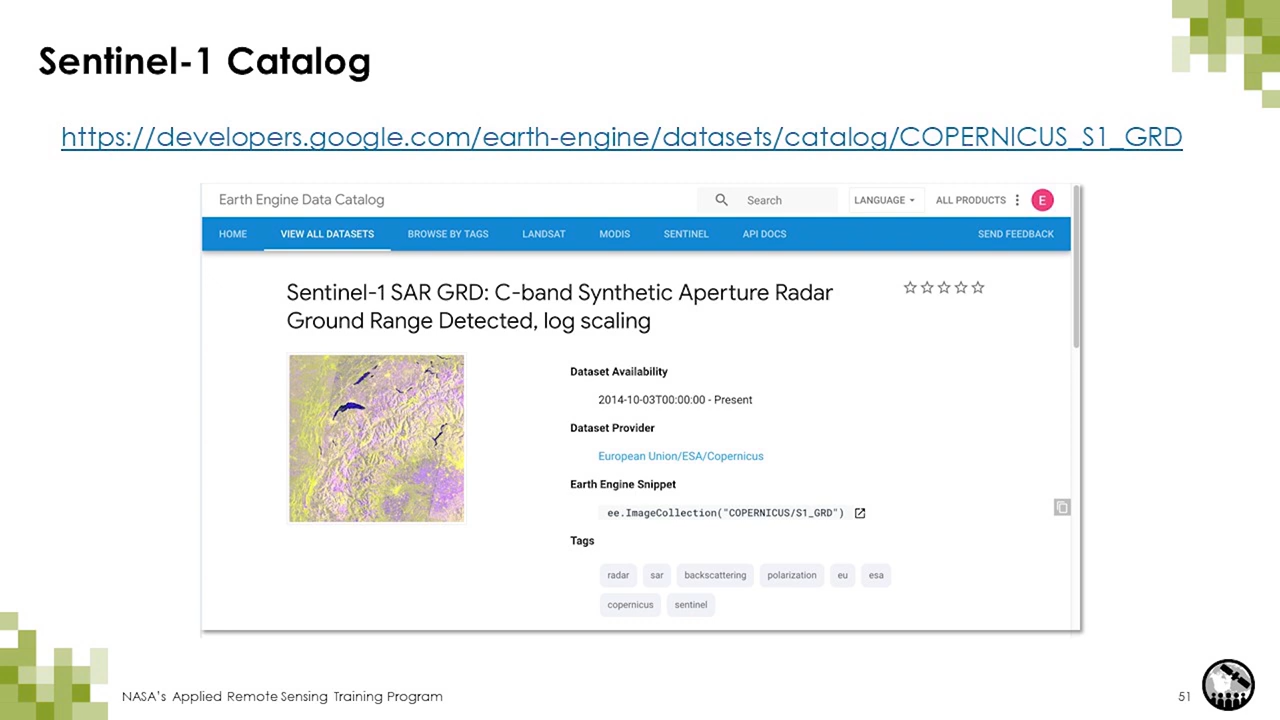 Sentinel-1 Catalog
https://developers.google.com/earth-engine/datasets/catalog/COPERNICUS_S1_GRD
Earth Engine Data Catalog
Search
LANGUAGE
ALL PRODUCTS
E
HOME
VIEW ALL DATASETS
BROWSE BY TAGS
LANDSAT
MODIS
SENTINEL
API DOCS
SEND FEEDBACK
Sentinel-1 SAR GRD: C-band Synthetic Aperture Radar
Ground Range Detected, log scaling
Dataset Availability
2014-10-03T00:00:00 - Present
Dataset Provider
European Union/ESA/Copernicus
Earth Engine Snippet
ee.ImageCollection("COPERNICUS/S1_GRD")
Tags
radar
sar
backscattering
polarization
eu
esa
copernicus
sentinel
NASA's Applied Remote Sensing Training Program
51